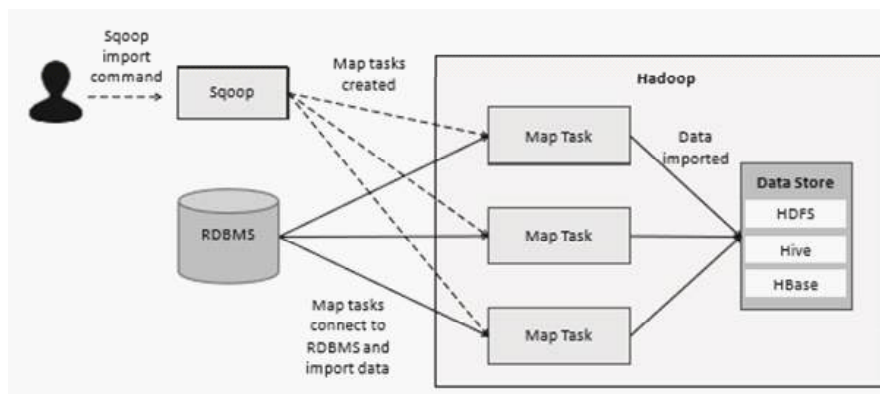 Sqoop
import
command
Sqoop
Map tasks
created
Hadoop
Map Task
Data
imported
RDBMS
Map Task
Data Store
HDFS
Hive
HBase
Map tasks
connect to
RDBMS and
import data
Map Task